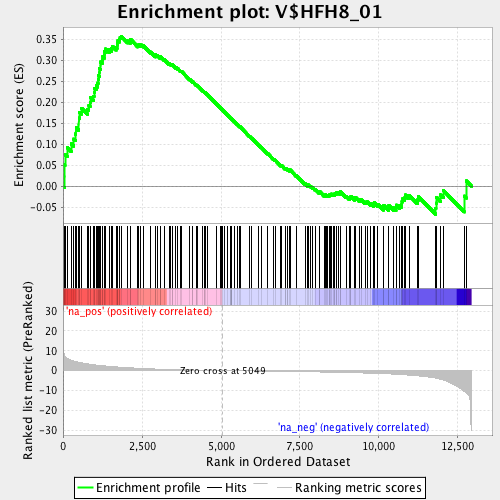 Enrichment plot: V$HFH8_01
Enrichment score (ES)
0.35
0.30
0.25
0.20
0.15
0.10
0.05
0.00
-0.05
'na_pos' (positively correlated)
Ranked list metric (PreRanked)
30
20
10
0
-10
-20
-30
Zero cross at 5049
'na_neg' (negatively correlated)
0 2,500 5,000 7,500 10,000 12,500
Rank in Ordered Dataset
Enrichment profile Hits Ranking metric scores